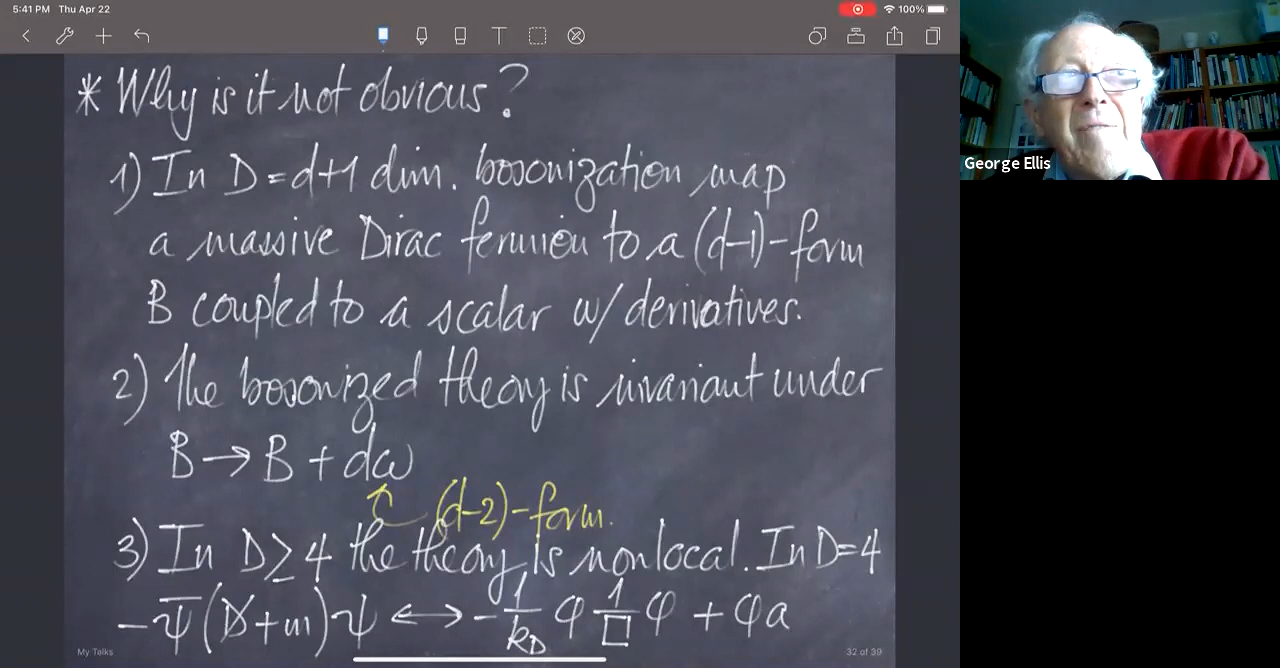 5:41 PM Thu Apr 22
100%
* Why is it not obvious?
1) In D=d+1 dim. bosonization map
a massive Dirac fermion to a (d-1)-form
B coupled to a scalar w/ derivatives.
2) The bosonized theory is invariant under
B → B + dω
(d-2)-form.
3) In D ≥ 4 the theory is nonlocal. In D=4
-ψ̅(D̸+m)ψ ↔ -1/k_D φ 1/□ φ + φa
My Talks
32 of 39
George Ellis